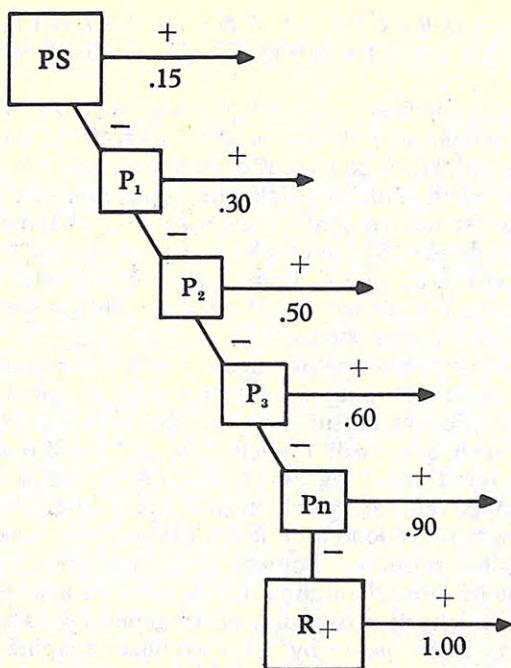 PS
+
.15
−
P₁
+
.30
−
P₂
+
.50
−
P₃
+
.60
−
Pn
+
.90
−
R+
+
1.00